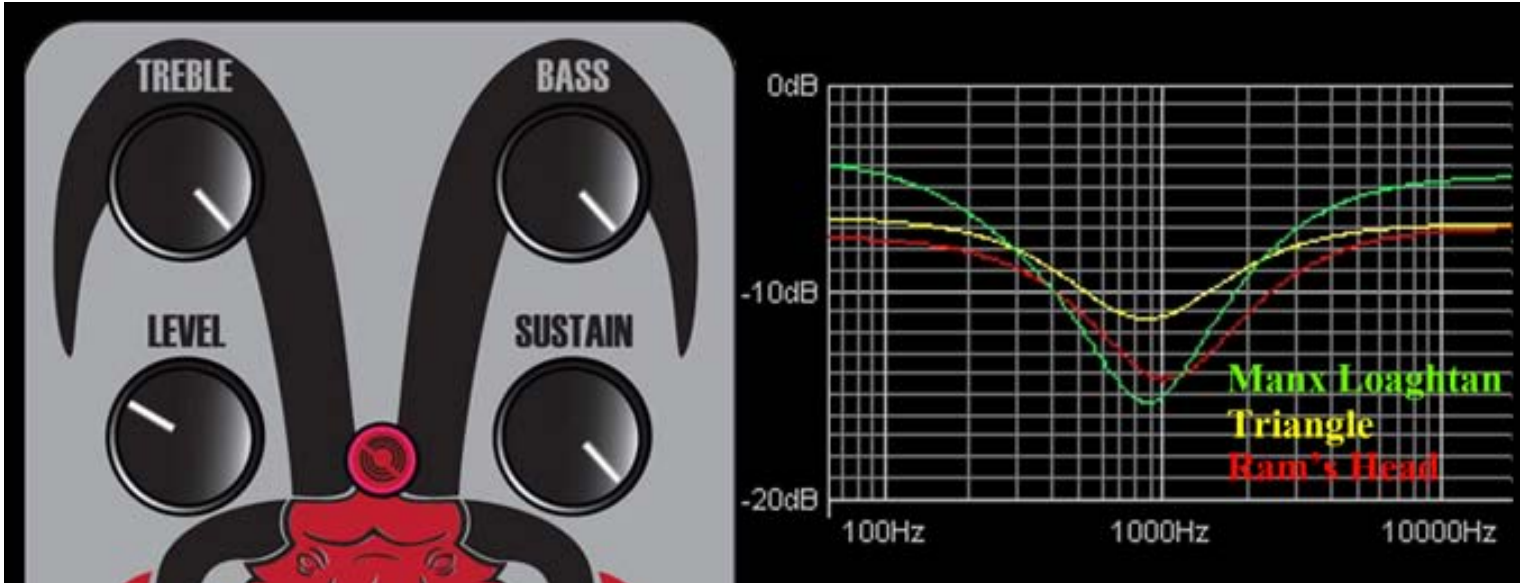 TREBLE
BASS
LEVEL
SUSTAIN
0dB
-10dB
-20dB
100Hz
1000Hz
10000Hz
Manx Loaghtan
Triangle
Ram's Head